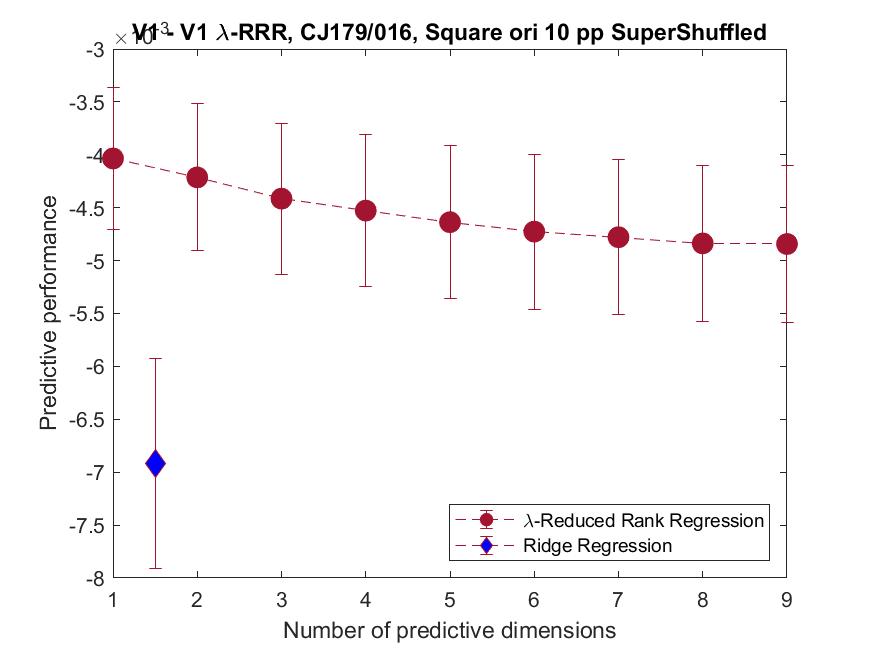 V1 - V1 λ-RRR, CJ179/016, Square ori 10 pp SuperShuffled
×10-3
-3
-3.5
-4
-4.5
-5
-5.5
-6
-6.5
-7
-7.5
-8
Predictive performance
λ-Reduced Rank Regression
Ridge Regression
1 2 3 4 5 6 7 8 9
Number of predictive dimensions